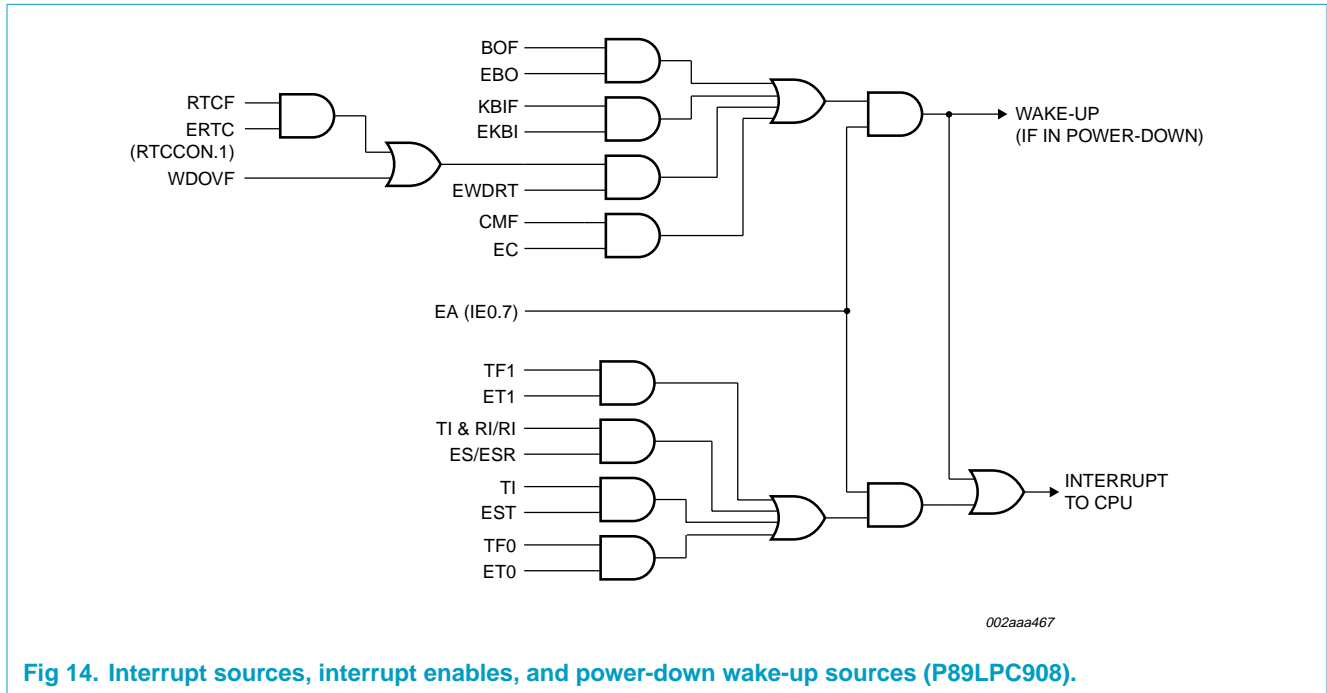 BOF
EBO
RTCF
KBIF
ERTC
EKBI
(RTCCON.1)
WDOVF
EWDRT
CMF
EC
WAKE-UP
(IF IN POWER-DOWN)
EA (IE0.7)
TF1
ET1
TI & RI/RI
ES/ESR
TI
EST
TF0
ET0
INTERRUPT
TO CPU
002aaa467
Fig 14. Interrupt sources, interrupt enables, and power-down wake-up sources (P89LPC908).